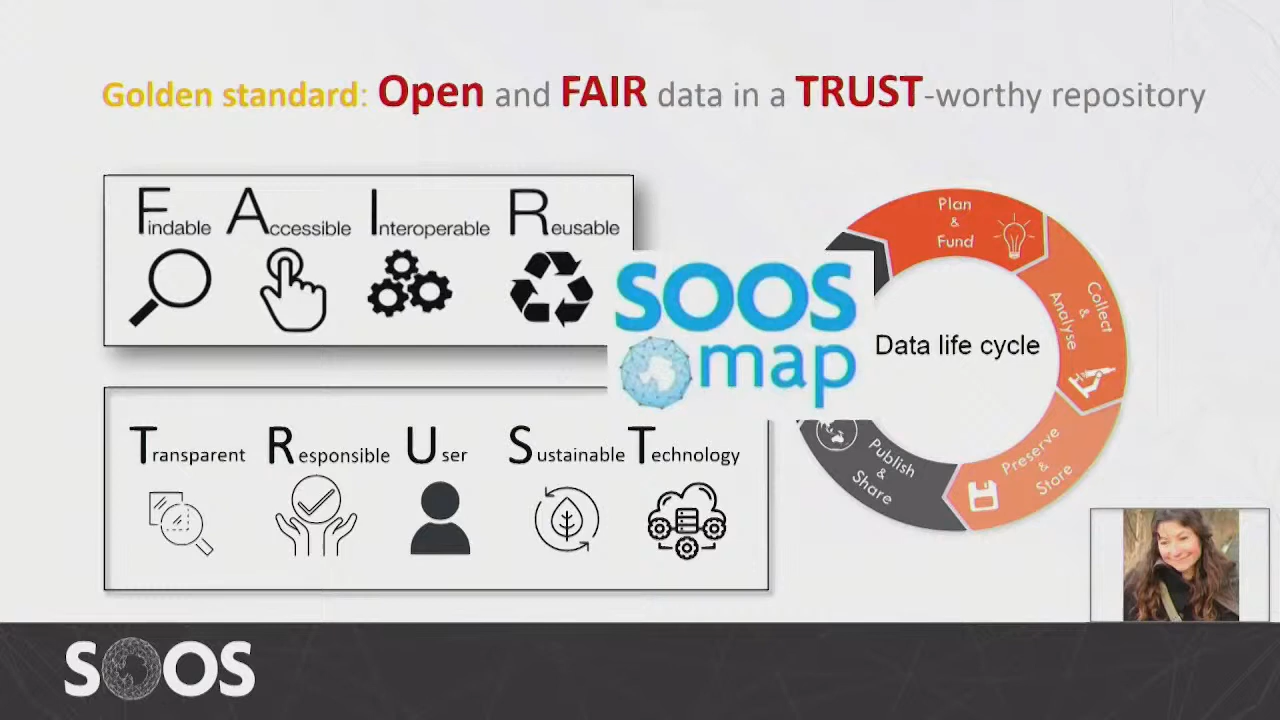 Golden standard: Open and FAIR data in a TRUST-worthy repository
Findable Accessible Interoperable Reusable
SOOS
map
Transparent Responsible User Sustainable Technology
Plan
&
Fund
Collect
&
Analyse
Data life cycle
Preserve
&
Store
Publish
&
Share
SOOS